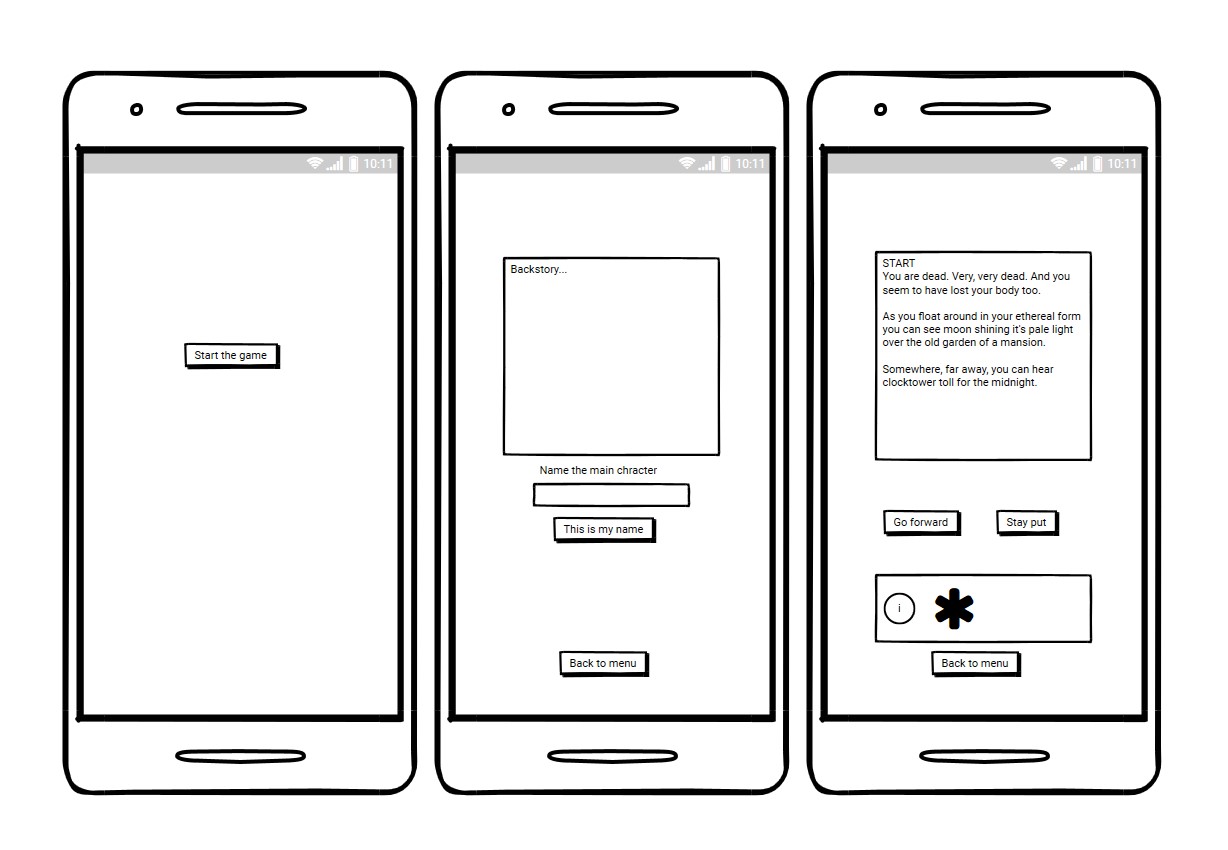 10:11
Start the game
10:11
Backstory...
Name the main chracter
This is my name
Back to menu
10:11
START
You are dead. Very, very dead. And you
seem to have lost your body too.
As you float around in your ethereal form
you can see moon shining it's pale light
over the old garden of a mansion.
Somewhere, far away, you can hear
clocktower toll for the midnight.
Go forward
Stay put
i
Back to menu